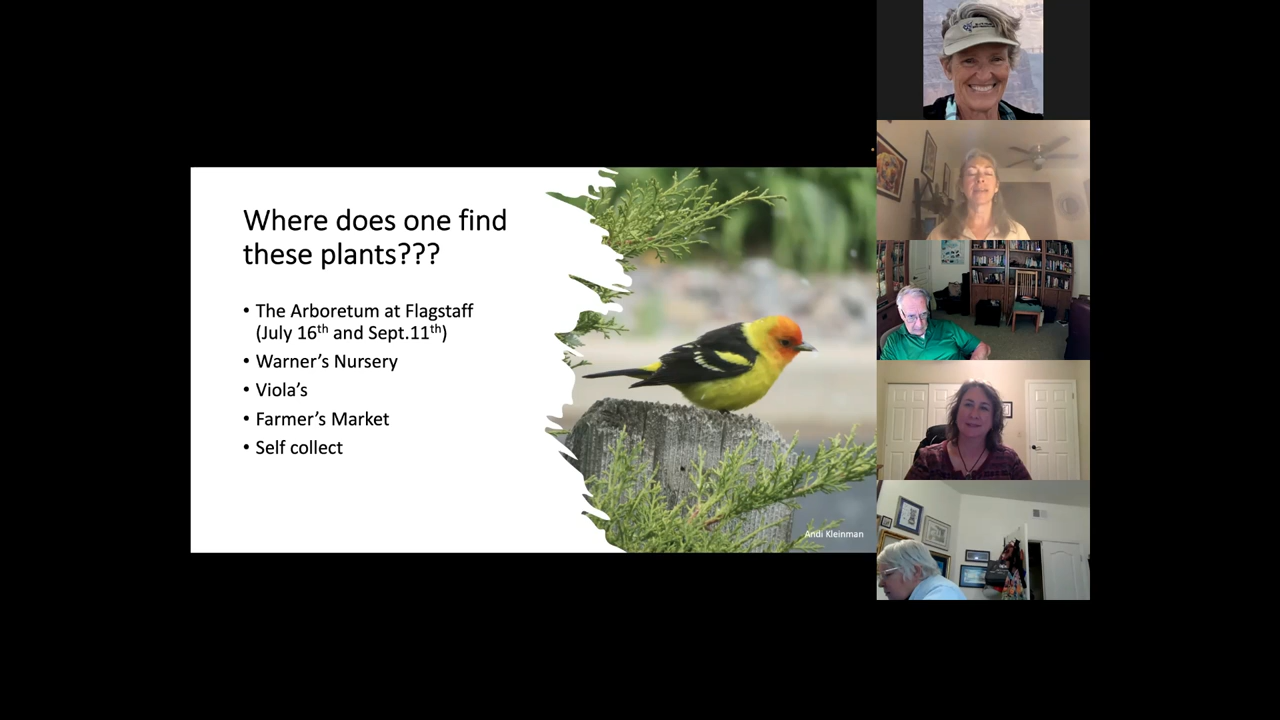 Where does one find
these plants???
• The Arboretum at Flagstaff
(July 16th and Sept.11th)
• Warner's Nursery
• Viola's
• Farmer's Market
• Self collect
Andi Kleinman